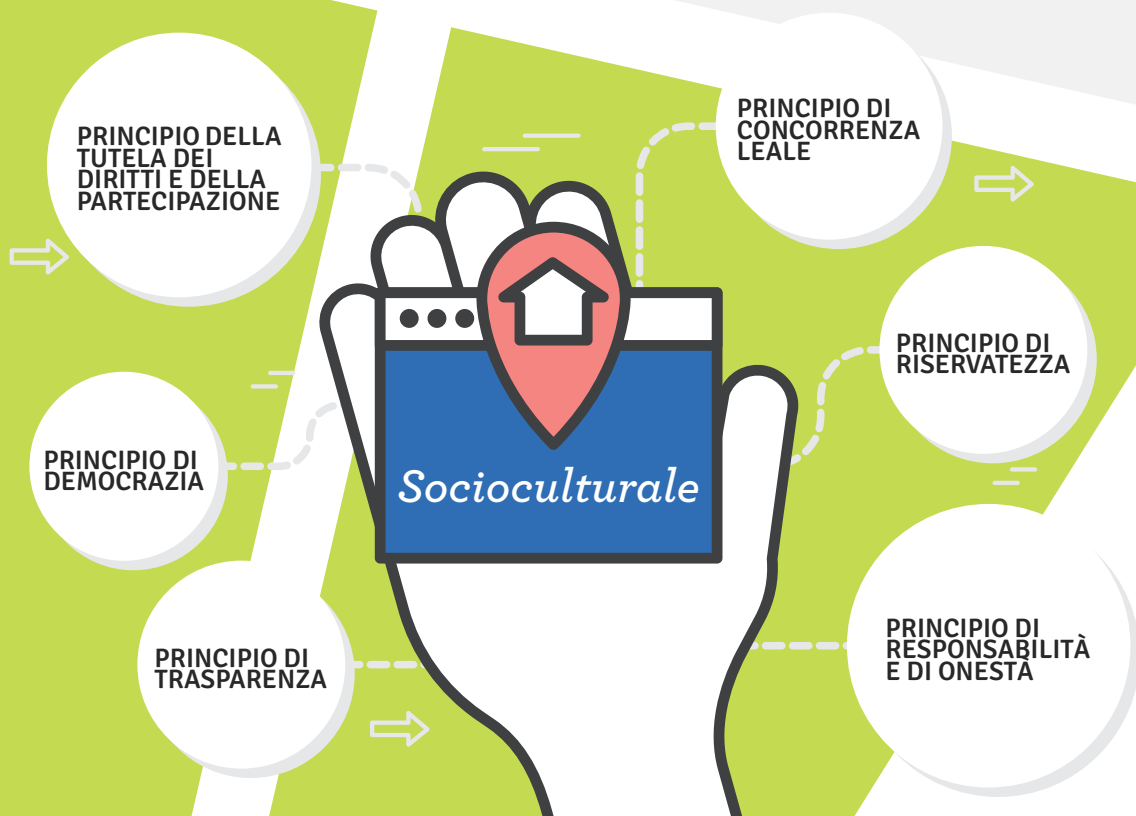 PRINCIPIO DELLA
TUTELA DEI
DIRITTI E DELLA
PARTECIPAZIONE
PRINCIPIO DI
CONCORRENZA
LEALE
PRINCIPIO DI
RISERVATEZZA
PRINCIPIO DI
DEMOCRAZIA
Socioculturale
PRINCIPIO DI
TRASPARENZA
PRINCIPIO DI
RESPONSABILITÀ
E DI ONESTÀ